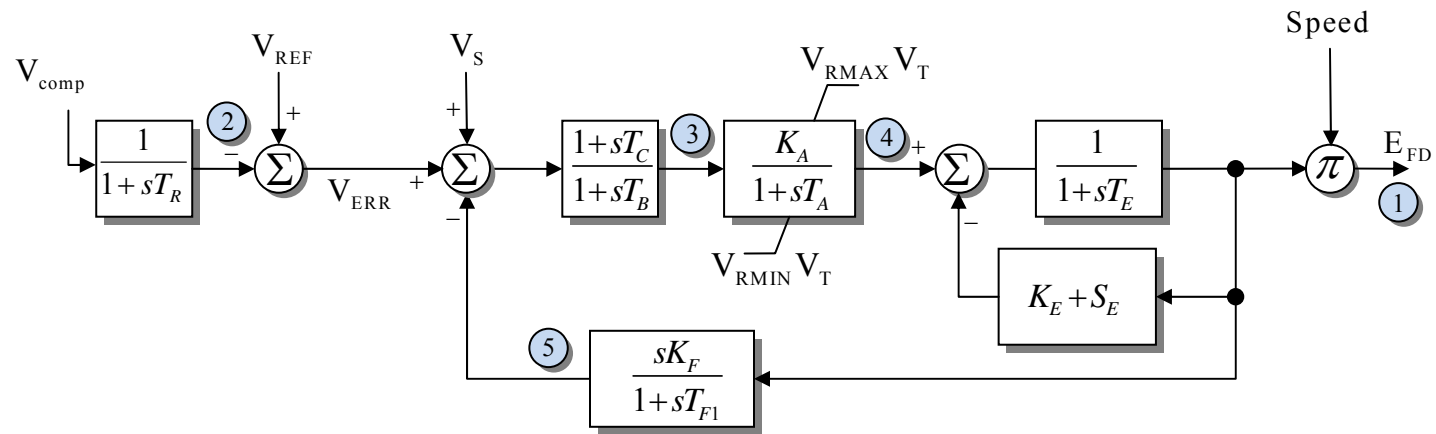 Speed
V_REF
V_S
V_RMAX V_T
V_comp
+
+
2
3
4
E_FD
1
1
1+sT_R
−
Σ
V_ERR
+
Σ
−
1+sT_C
1+sT_B
K_A
1+sT_A
+
Σ
−
1
1+sT_E
π
V_RMIN V_T
K_E + S_E
5
sK_F
1+sT_F1